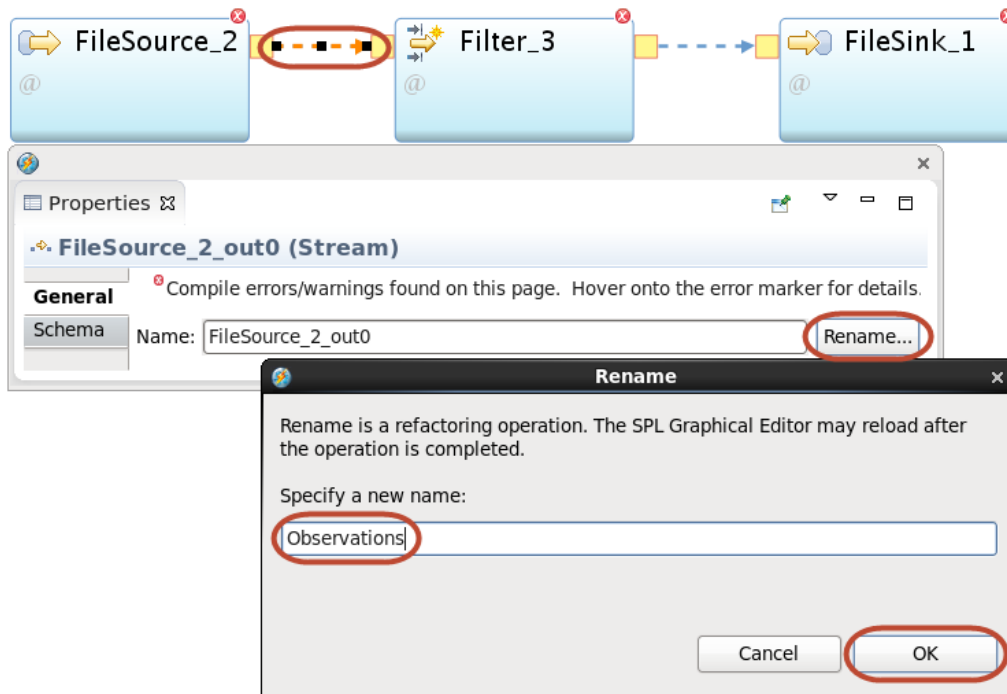 FileSource_2 Filter_3 FileSink_1
@ @ @
Properties
FileSource_2_out0 (Stream)
General
Compile errors/warnings found on this page. Hover onto the error marker for details.
Schema
Name: FileSource_2_out0 Rename...
Rename
Rename is a refactoring operation. The SPL Graphical Editor may reload after
the operation is completed.
Specify a new name:
Observations
Cancel OK